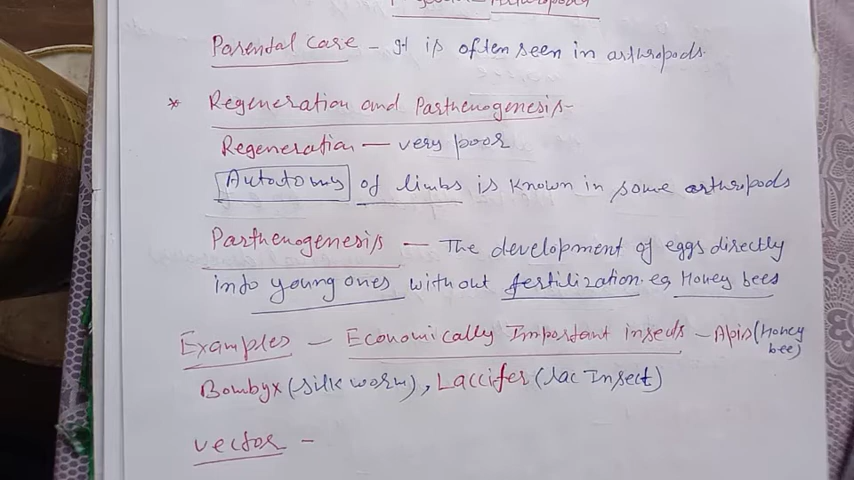 Parental Care - It is often seen in arthropods.
* Regeneration and Parthenogenesis-
Regeneration — very poor
Autotomy of limbs is known in some arthropods
Parthenogenesis — The development of eggs directly
into young ones without fertilization. eg Honey bees
Examples — Economically Important insects - Apis (Honey bee)
Bombyx (silk worm), Laccifer (lac Insect)
vector -